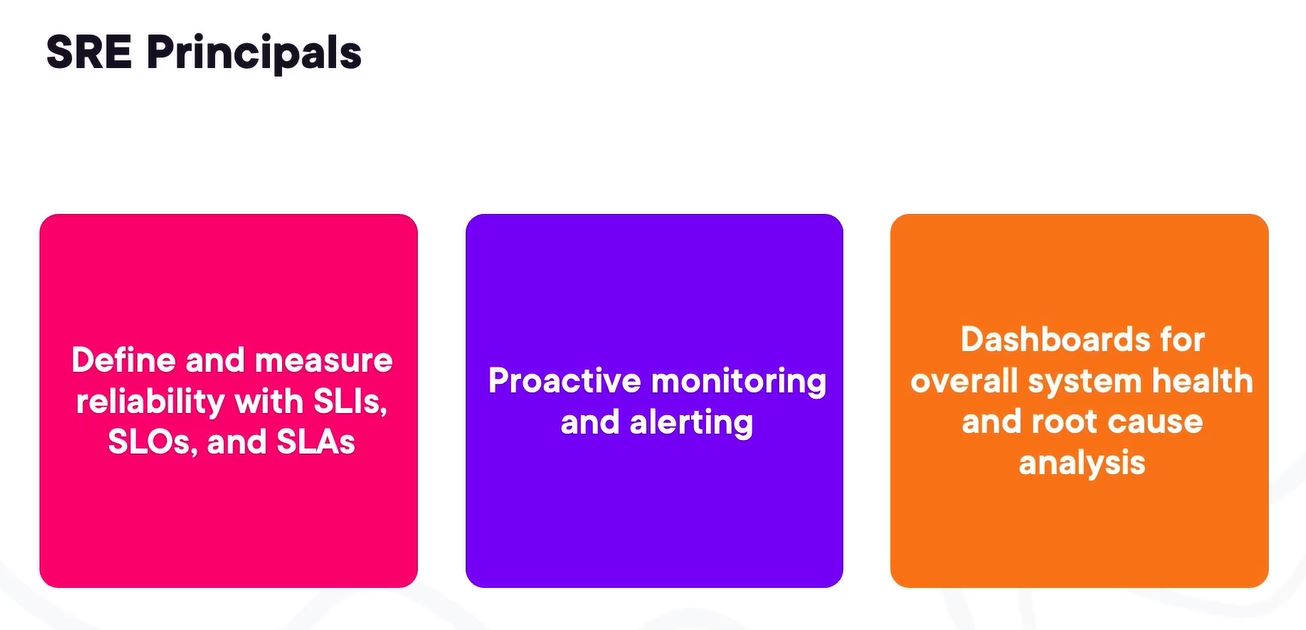 SRE Principals
Define and measure
reliability with SLIs,
SLOs, and SLAs
Proactive monitoring
and alerting
Dashboards for
overall system health
and root cause
analysis